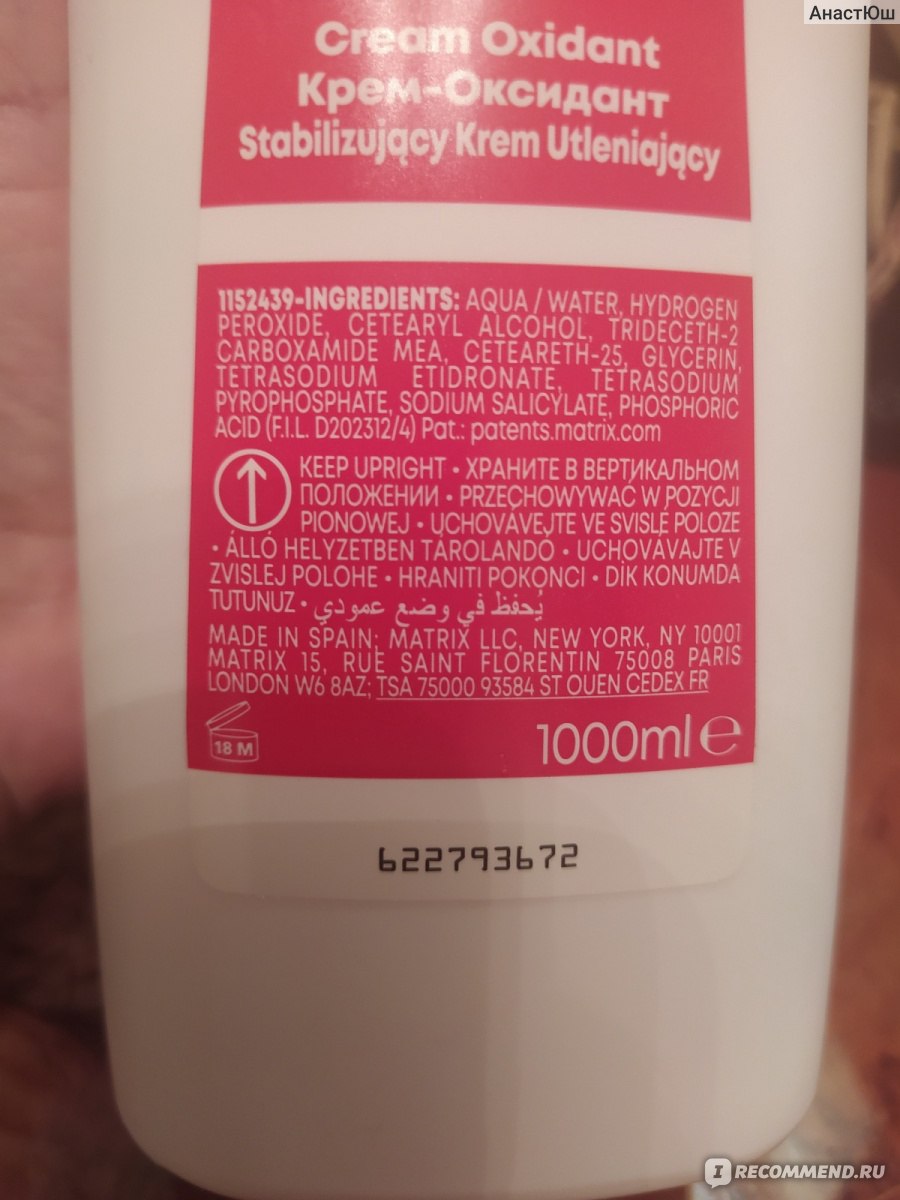 АнастЮш
Cream Oxidant
Крем-Оксидант
Stabilizujący Krem Utleniający
1152439-INGREDIENTS: AQUA / WATER, HYDROGEN
PEROXIDE, CETEARYL ALCOHOL, TRIDECETH-2
CARBOXAMIDE MEA, CETEARETH-25, GLYCERIN,
TETRASODIUM ETIDRONATE, TETRASODIUM
PYROPHOSPHATE, SODIUM SALICYLATE, PHOSPHORIC
ACID (F.I.L. D202312/4) Pat.: patents.matrix.com
KEEP UPRIGHT • ХРАНИТЕ В ВЕРТИКАЛЬНОМ
ПОЛОЖЕНИИ • PRZECHOWYWAĆ W POZYCJI
PIONOWEJ • UCHOVÁVEJTE VE SVISLÉ POLOZE
• ÁLLÓ HELYZETBEN TÁROLANDÓ • UCHOVÁVAJTE V
ZVISLEJ POLOHE • HRANITI POKONCI • DIK KONUMDA
TUTUNUZ • يُحفظ في وضع عمودي
MADE IN SPAIN; MATRIX LLC, NEW YORK, NY 10001
MATRIX 15, RUE SAINT FLORENTIN 75008 PARIS
LONDON W6 8AZ; TSA 75000 93584 ST OUEN CEDEX FR
18 M
1000ml e
622793672
I RECOMMEND.RU